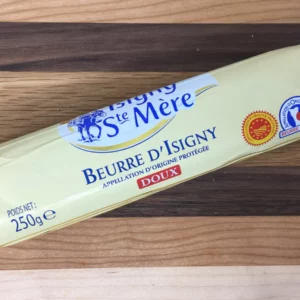 Isigny
Ste Mère
BEURRE D'ISIGNY
APPELLATION D'ORIGINE PROTÉGÉE
DOUX
POIDS NET:
250g e